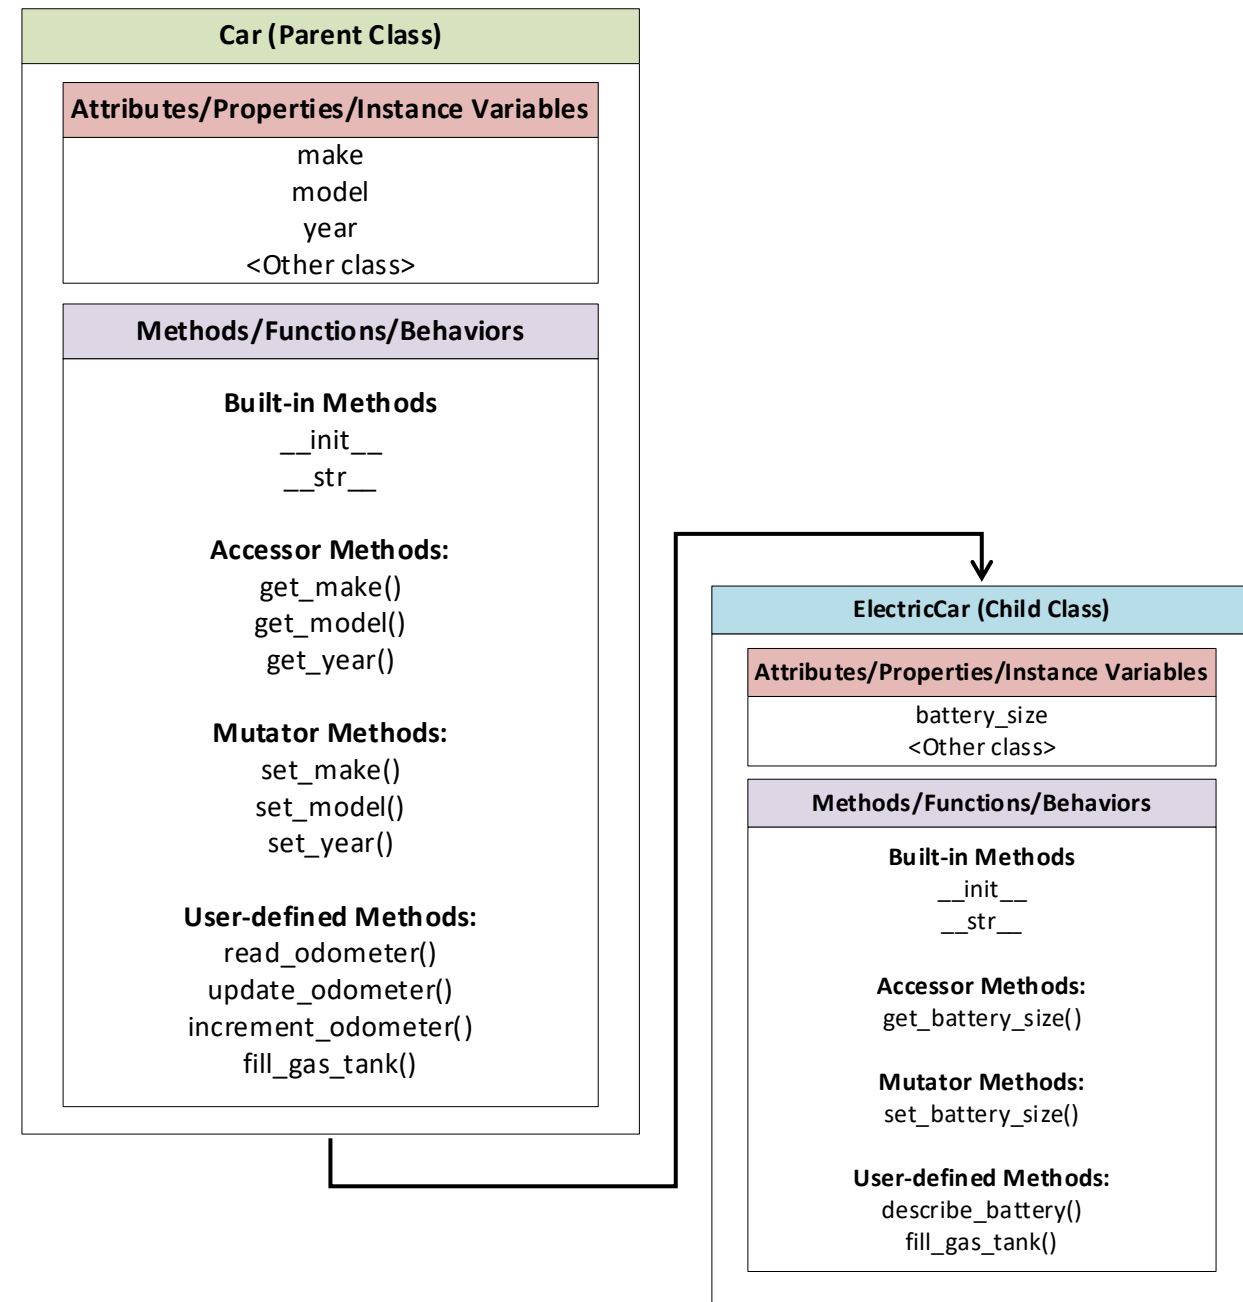 Car (Parent Class)
Attributes/Properties/Instance Variables
make
model
year
<Other class>
Methods/Functions/Behaviors
Built-in Methods
__init__
__str__
Accessor Methods:
get_make()
get_model()
get_year()
Mutator Methods:
set_make()
set_model()
set_year()
User-defined Methods:
read_odometer()
update_odometer()
increment_odometer()
fill_gas_tank()
ElectricCar (Child Class)
Attributes/Properties/Instance Variables
battery_size
<Other class>
Methods/Functions/Behaviors
Built-in Methods
__init__
__str__
Accessor Methods:
get_battery_size()
Mutator Methods:
set_battery_size()
User-defined Methods:
describe_battery()
fill_gas_tank()